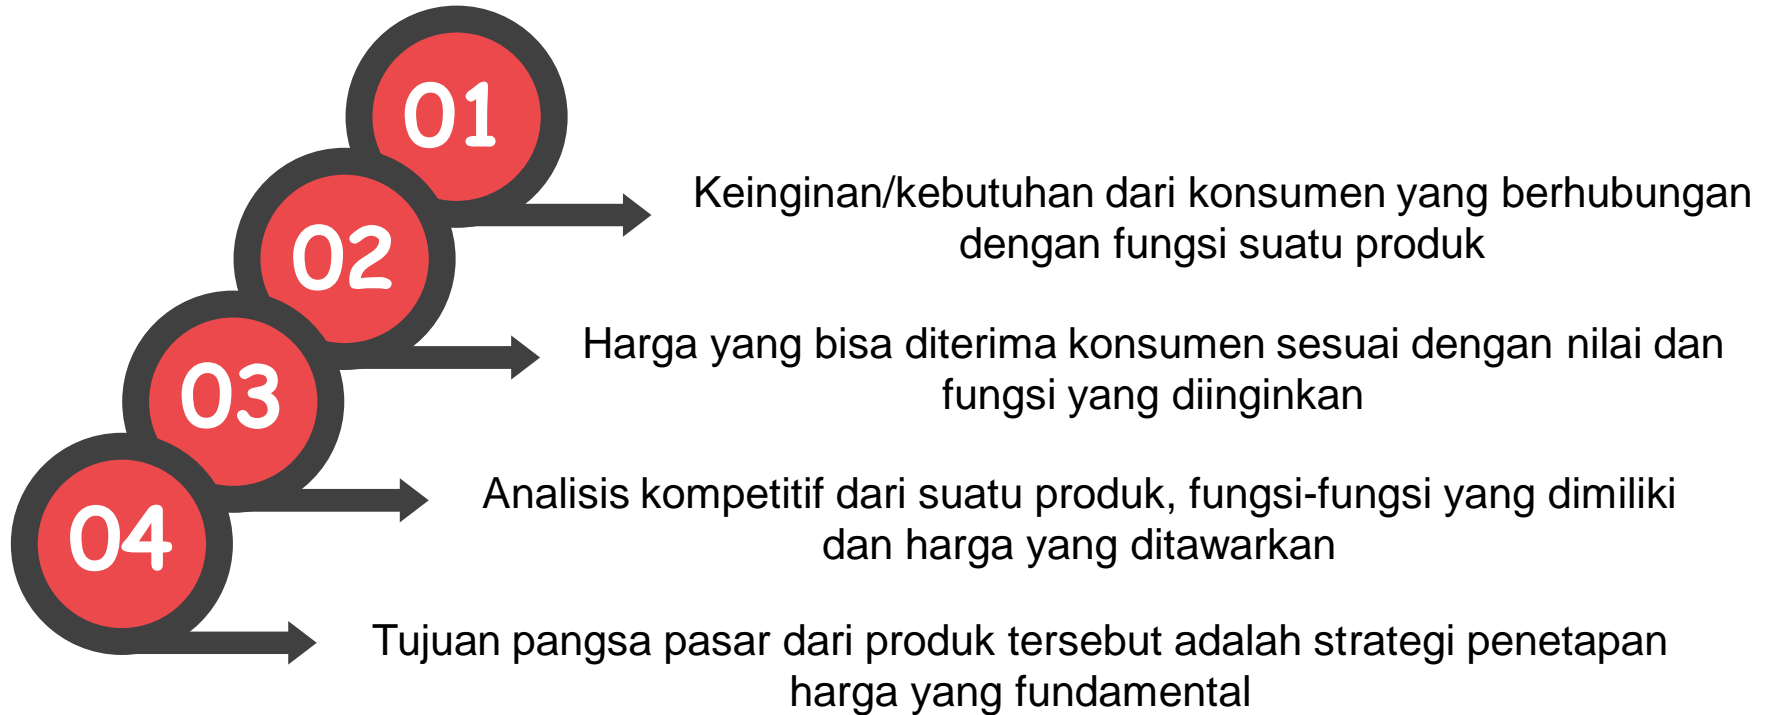 01
Keinginan/kebutuhan dari konsumen yang berhubungan
dengan fungsi suatu produk
02
Harga yang bisa diterima konsumen sesuai dengan nilai dan
fungsi yang diinginkan
03
Analisis kompetitif dari suatu produk, fungsi-fungsi yang dimiliki
dan harga yang ditawarkan
04
Tujuan pangsa pasar dari produk tersebut adalah strategi penetapan
harga yang fundamental